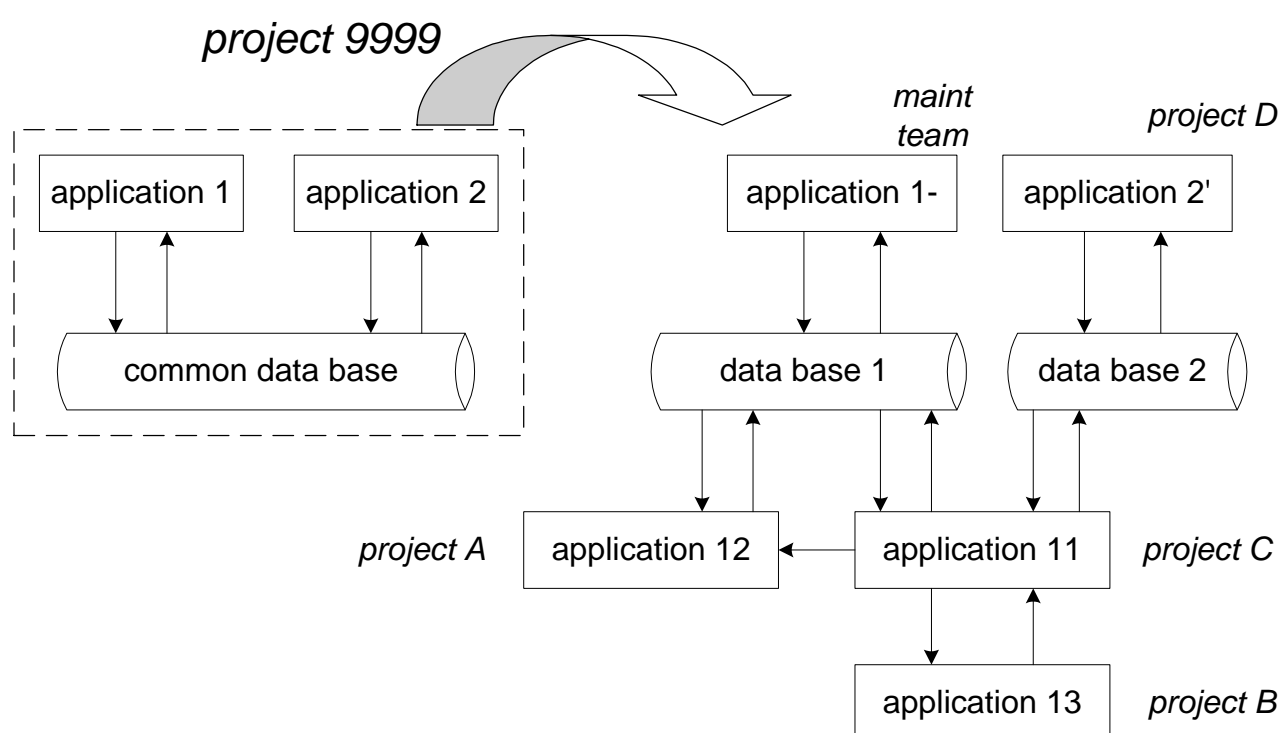 project 9999
maint
team
project D
application 1
application 2
application 1-
application 2'
common data base
data base 1
data base 2
project A
application 12
application 11
project C
application 13
project B